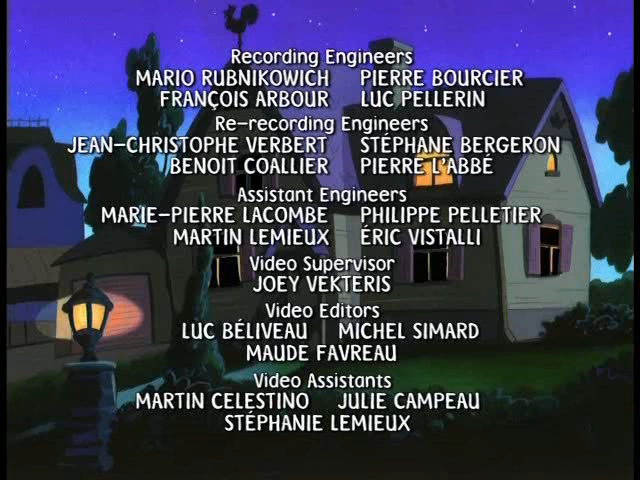 Recording Engineers
MARIO RUBNIKOWICH PIERRE BOURCIER
FRANÇOIS ARBOUR LUC PELLERIN
Re-recording Engineers
JEAN-CHRISTOPHE VERBERT STÉPHANE BERGERON
BENOIT COALLIER PIERRE L'ABBÉ
Assistant Engineers
MARIE-PIERRE LACOMBE PHILIPPE PELLETIER
MARTIN LEMIEUX ÉRIC VISTALLI
Video Supervisor
JOEY VEKTERIS
Video Editors
LUC BÉLIVEAU MICHEL SIMARD
MAUDE FAVREAU
Video Assistants
MARTIN CELESTINO JULIE CAMPEAU
STÉPHANIE LEMIEUX